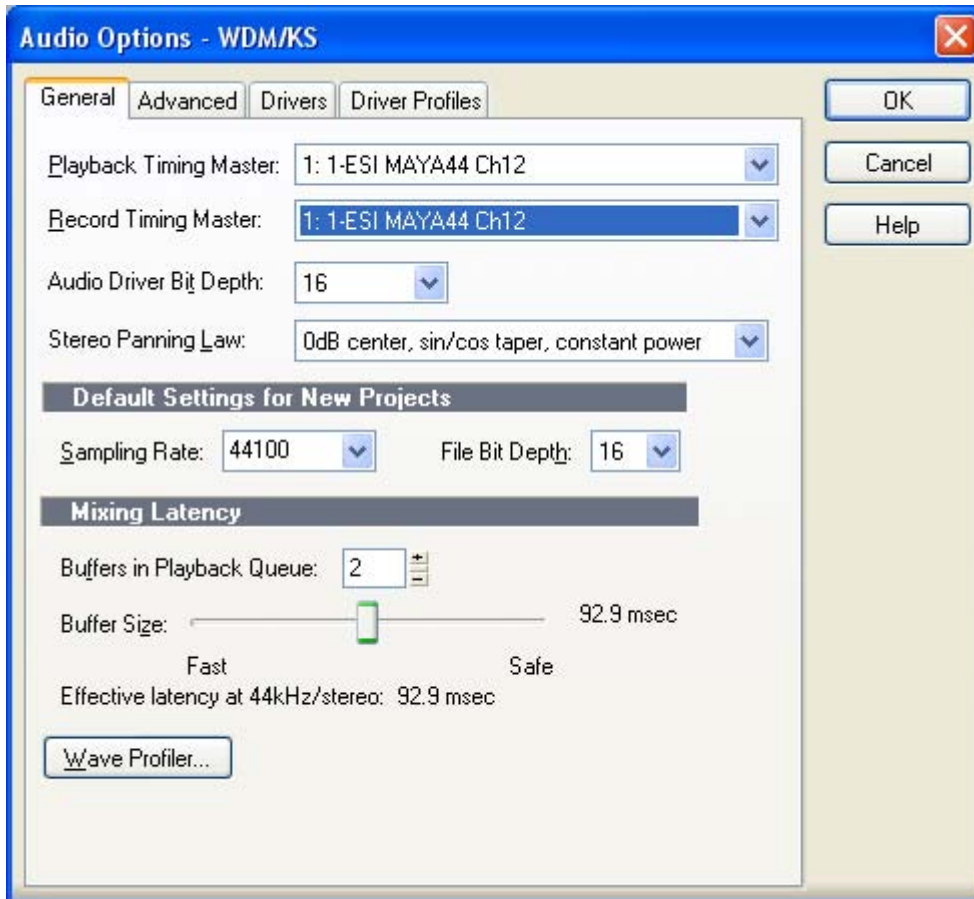 Audio Options - WDM/KS
General Advanced Drivers Driver Profiles
OK
Cancel
Help
Playback Timing Master: 1: 1-ESI MAYA44 Ch12
Record Timing Master: 1: 1-ESI MAYA44 Ch12
Audio Driver Bit Depth: 16
Stereo Panning Law: 0dB center, sin/cos taper, constant power
Default Settings for New Projects
Sampling Rate: 44100 File Bit Depth: 16
Mixing Latency
Buffers in Playback Queue: 2
Buffer Size: 92.9 msec
Fast Safe
Effective latency at 44kHz/stereo: 92.9 msec
Wave Profiler...